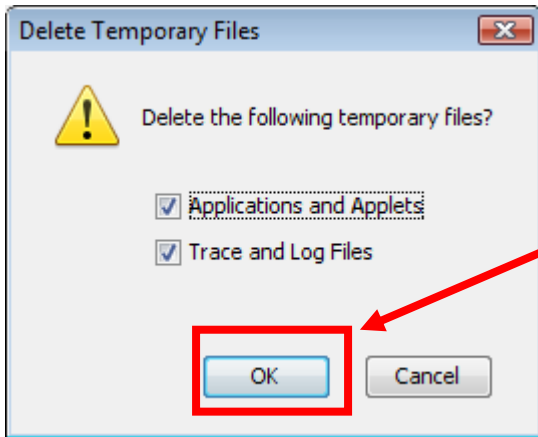 Delete Temporary Files
Delete the following temporary files?
Applications and Applets
Trace and Log Files
OK Cancel